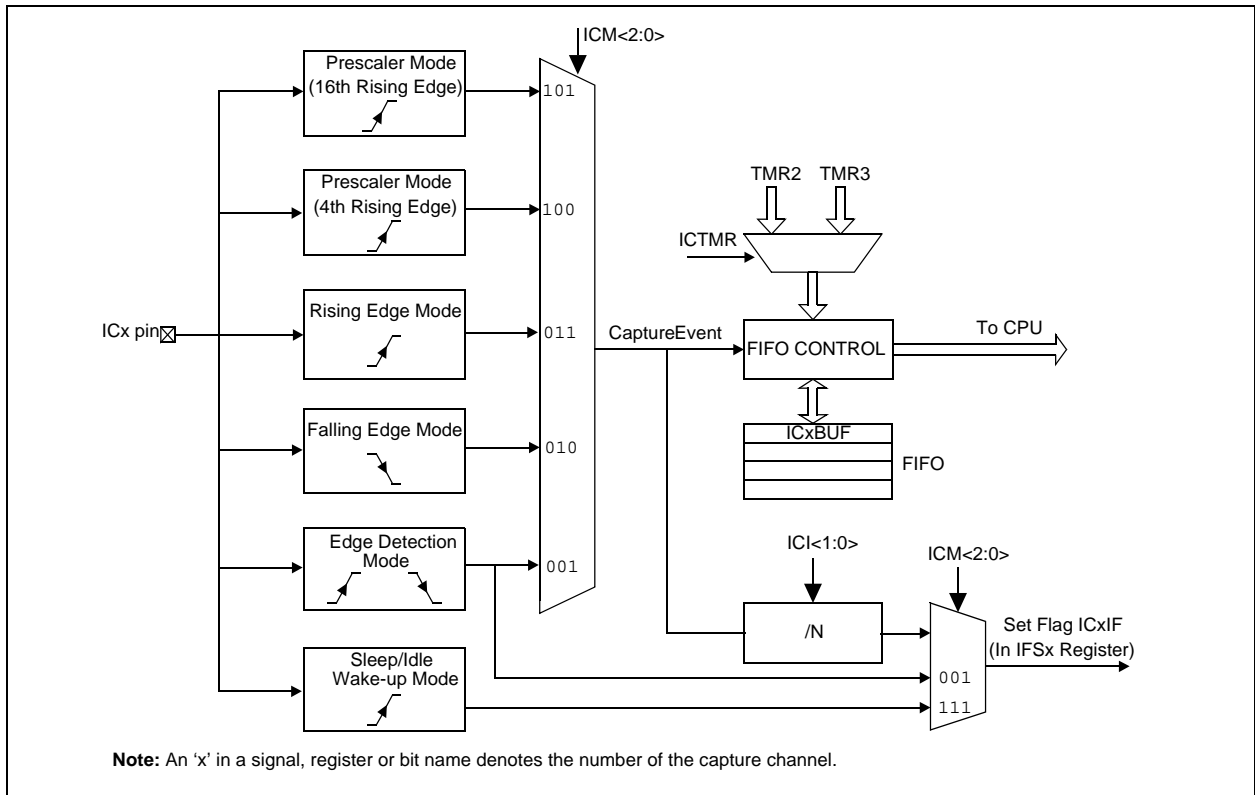 ICM<2:0>
Prescaler Mode
(16th Rising Edge)
101
Prescaler Mode
(4th Rising Edge)
100
TMR2 TMR3
ICTMR
ICx pin
Rising Edge Mode
011
CaptureEvent
FIFO CONTROL
To CPU
Falling Edge Mode
010
ICxBUF
FIFO
Edge Detection
Mode
001
ICI<1:0>
ICM<2:0>
/N
Set Flag ICxIF
(In IFSx Register)
Sleep/Idle
Wake-up Mode
001
111
Note: An ‘x’ in a signal, register or bit name denotes the number of the capture channel.